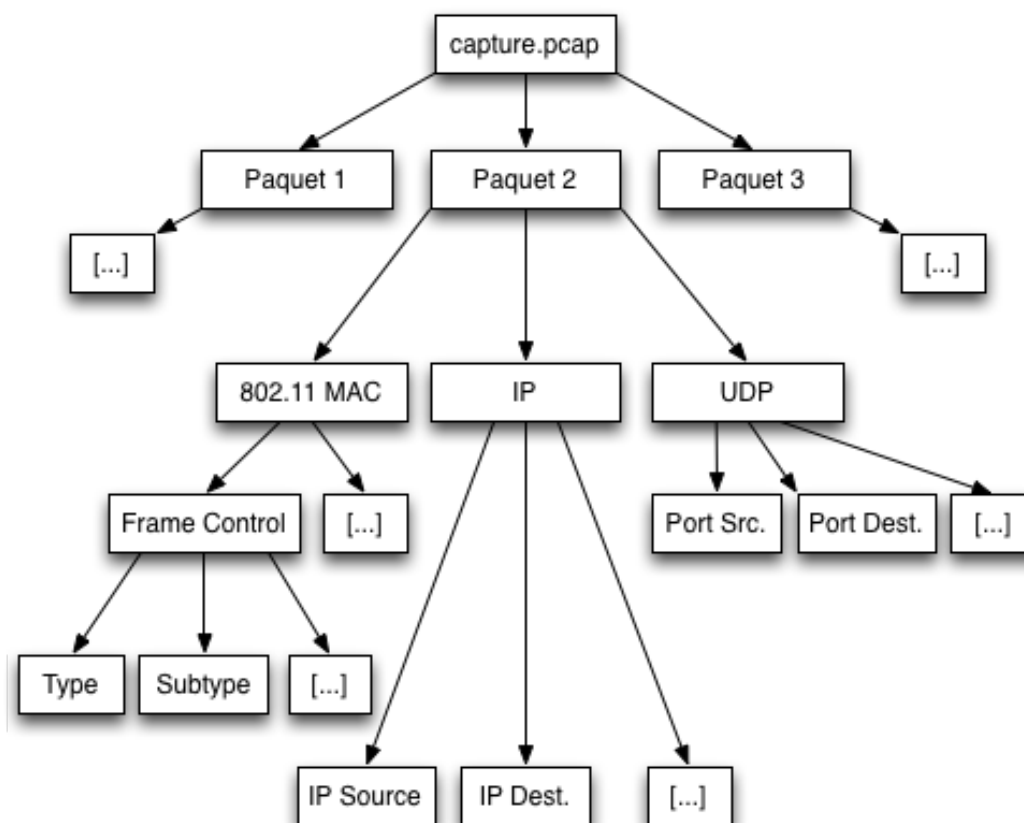 capture.pcap
Paquet 1
Paquet 2
Paquet 3
[...]
[...]
802.11 MAC
IP
UDP
Frame Control
[...]
Port Src.
Port Dest.
[...]
Type
Subtype
[...]
IP Source
IP Dest.
[...]